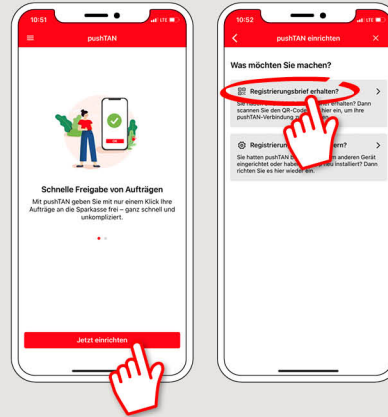 10:51
LTE
pushTAN
Schnelle Freigabe von Aufträgen
Mit pushTAN geben Sie mit nur einem Klick Ihre
Aufträge an die Sparkasse frei – ganz schnell und
unkompliziert.
Jetzt einrichten
10:52
LTE
pushTAN einrichten
Was möchten Sie machen?
Registrierungsbrief erhalten?
Sie haben erhalten? Dann
scannen Sie den QR-Code hier ein, um Ihre
pushTAN-Verbindung
Sie hatten pushTAN anderen Gerät
eingerichtet oder neu installiert? Dann
richten Sie es hier wieder ein.